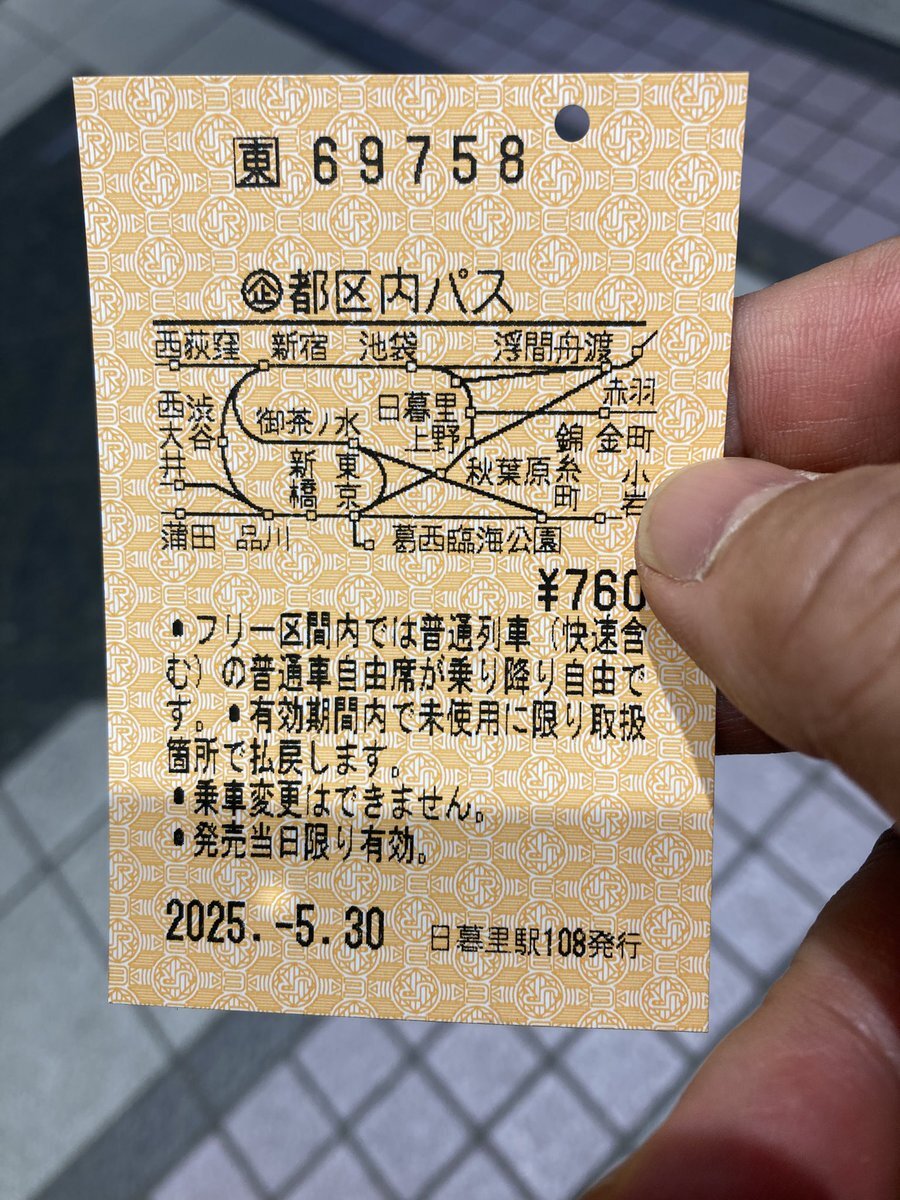 東 69758
企 都区内パス
西荻窪 新宿 池袋 浮間舟渡
赤羽
西大井 渋谷 御茶ノ水 日暮里
上野 錦糸町 金町
新橋 東京 秋葉原 小岩
蒲田 品川 葛西臨海公園
¥760
・フリー区間内では普通列車（快速含
む）の普通車自由席が乗り降り自由で
す。・有効期間内で未使用に限り取扱
箇所で払戻します。
・乗車変更はできません。
・発売当日限り有効。
2025.-5.30 日暮里駅108発行